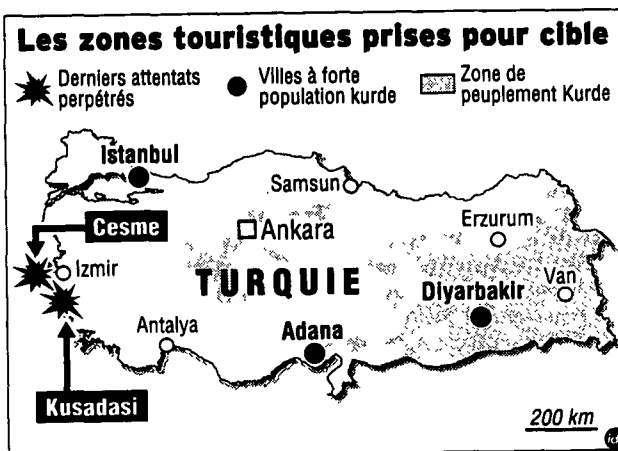 Les zones touristiques prises pour cible
Derniers attentats
perpétrés
Villes à forte
population kurde
Zone de
peuplement Kurde
Istanbul
Samsun
Cesme
Ankara
Erzurum
Izmir
TURQUIE
Van
Diyarbakir
Antalya
Adana
Kusadasi
200 km